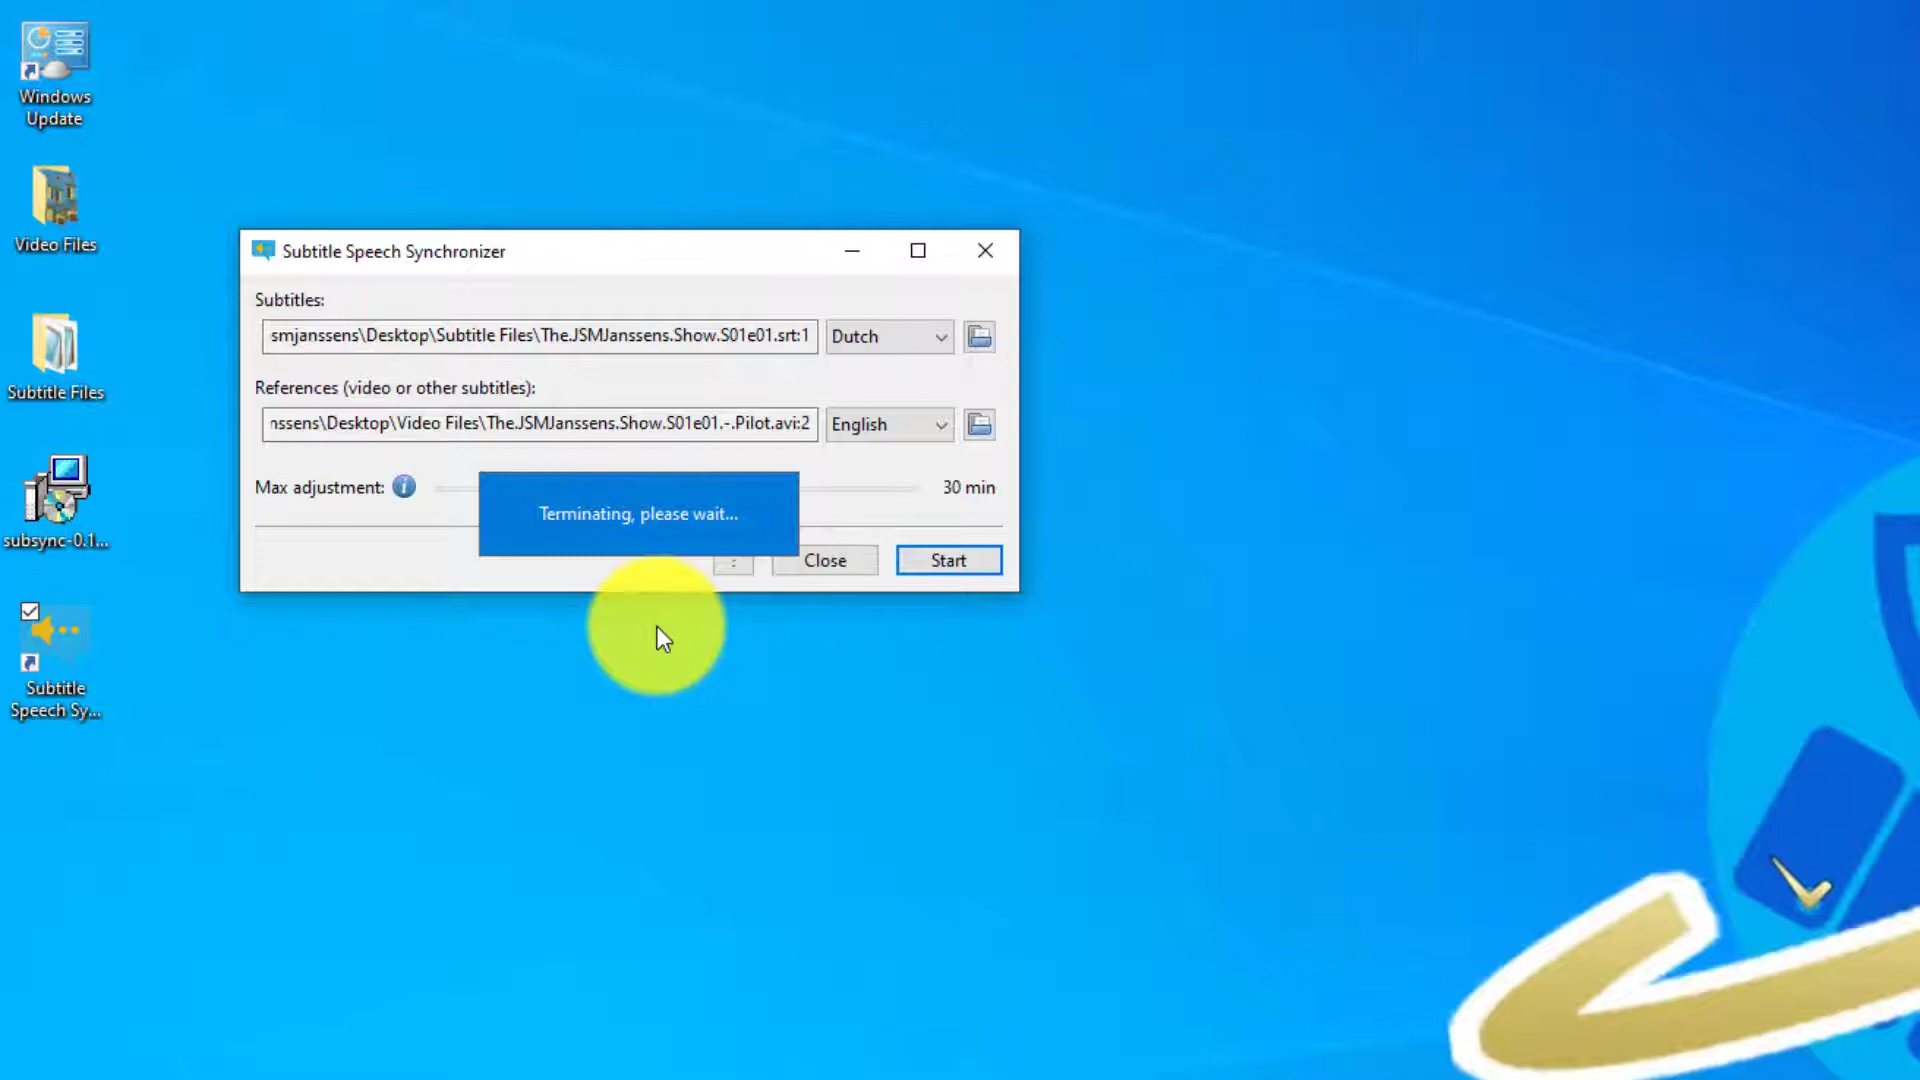 Windows
Update
Video Files
Subtitle Files
subsync-0.1...
Subtitle
Speech Sy...
Subtitle Speech Synchronizer
Subtitles:
smjanssens\Desktop\Subtitle Files\The.JSMJanssens.Show.S01e01.srt:1
Dutch
References (video or other subtitles):
nssens\Desktop\Video Files\The.JSMJanssens.Show.S01e01.-.Pilot.avi:2
English
Max adjustment:
30 min
Terminating, please wait...
Close
Start